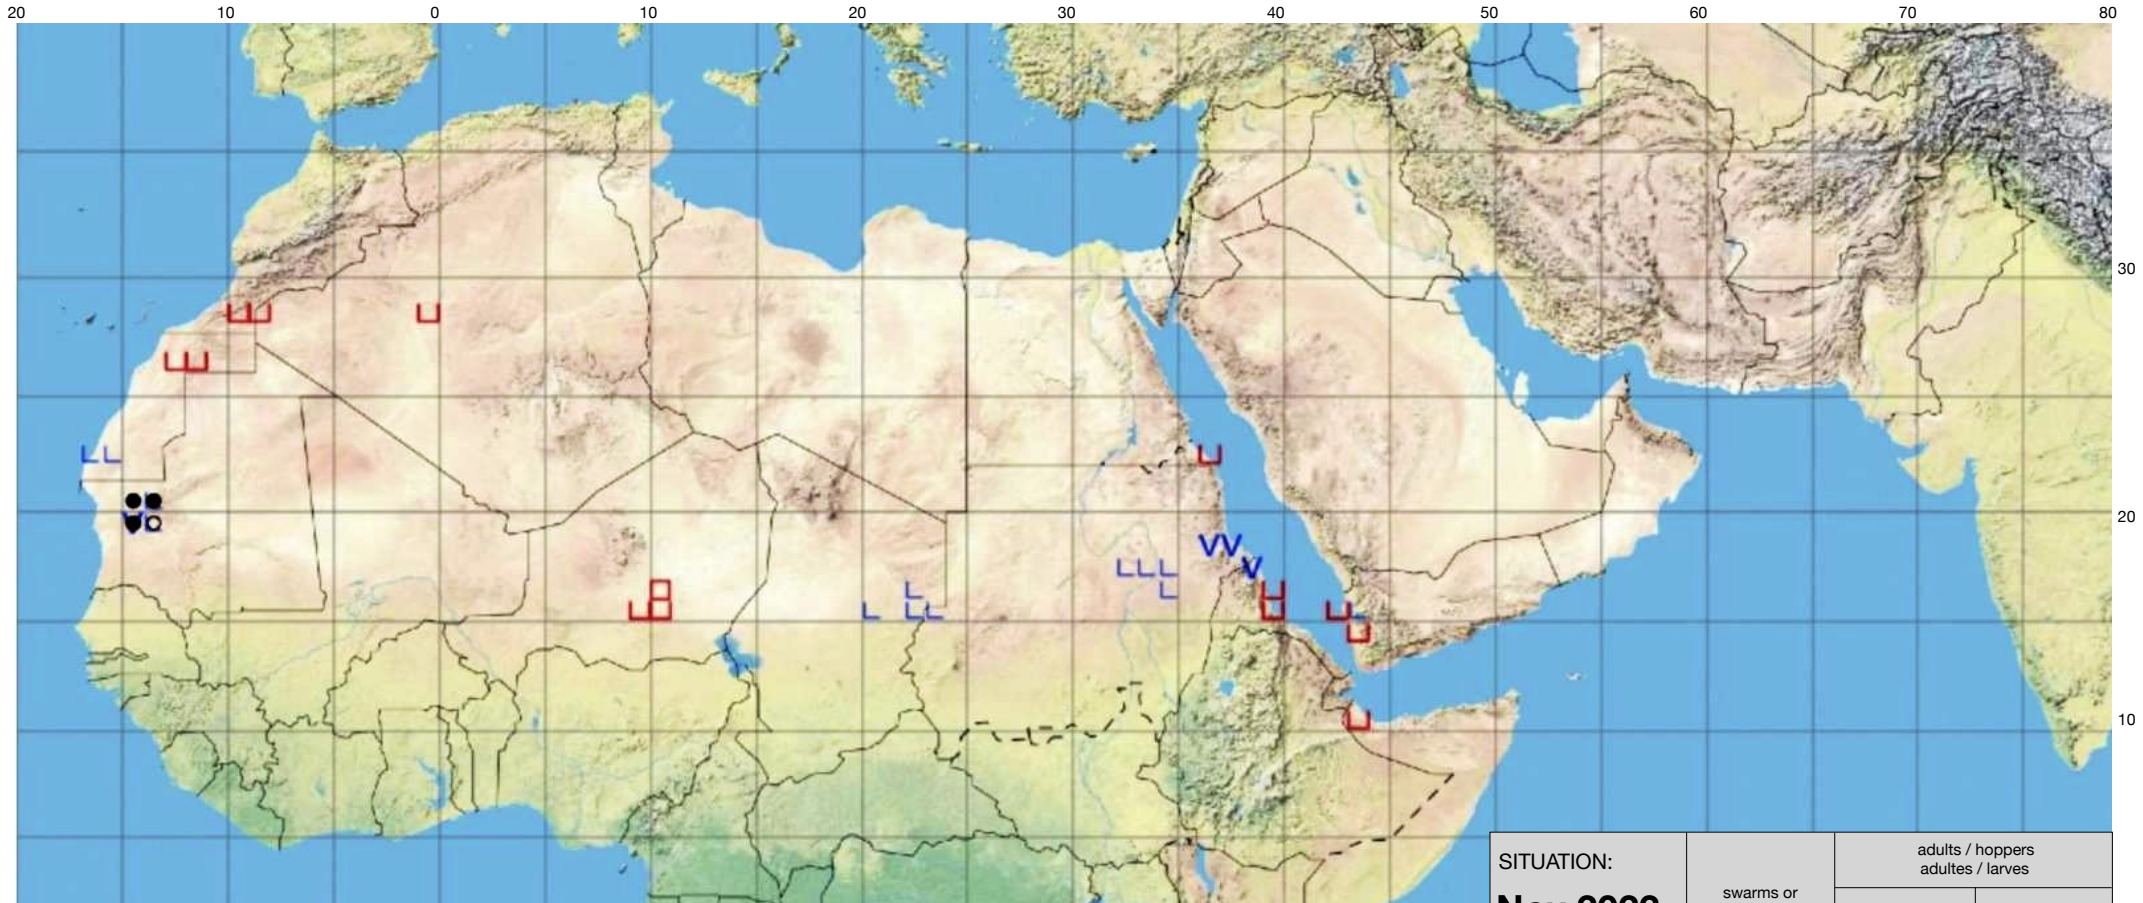 20 10 0 10 20 30 40 50 60 70 80
30
20
10
SITUATION:
adults / hoppers
adultes / larves
swarms or